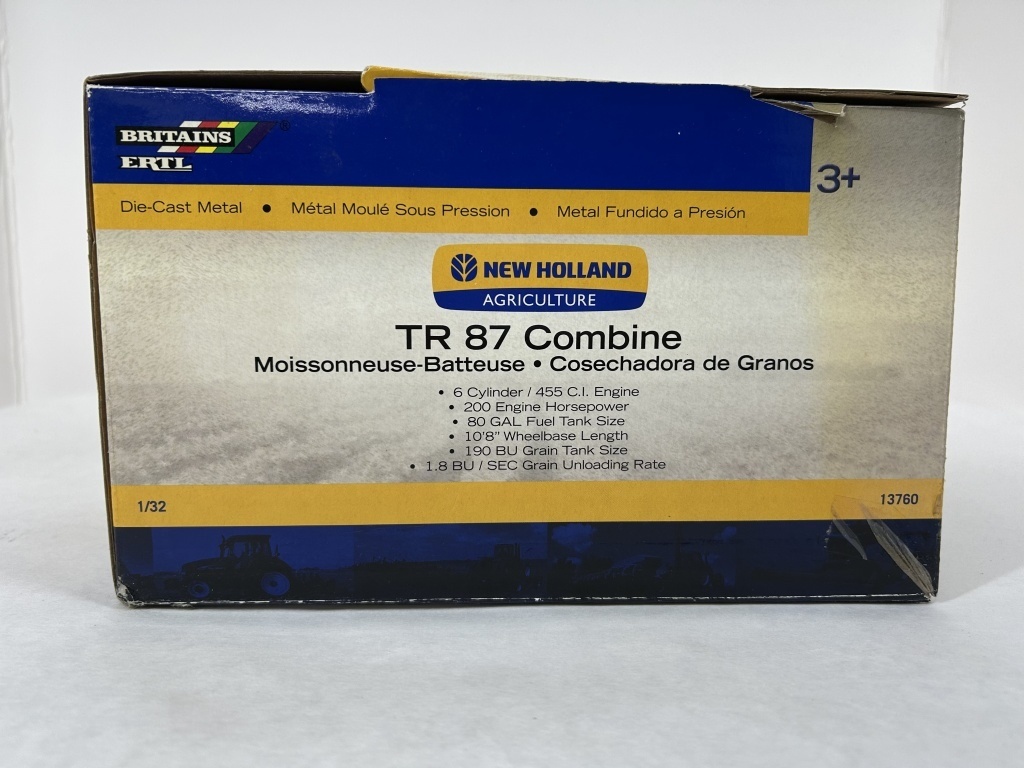 BRITAINS ®
ERTL
3+
Die-Cast Metal • Métal Moulé Sous Pression • Metal Fundido a Presión
NEW HOLLAND
AGRICULTURE
TR 87 Combine
Moissonneuse-Batteuse • Cosechadora de Granos
• 6 Cylinder / 455 C.I. Engine
• 200 Engine Horsepower
• 80 GAL Fuel Tank Size
• 10'8" Wheelbase Length
• 190 BU Grain Tank Size
• 1.8 BU / SEC Grain Unloading Rate
1/32
13760